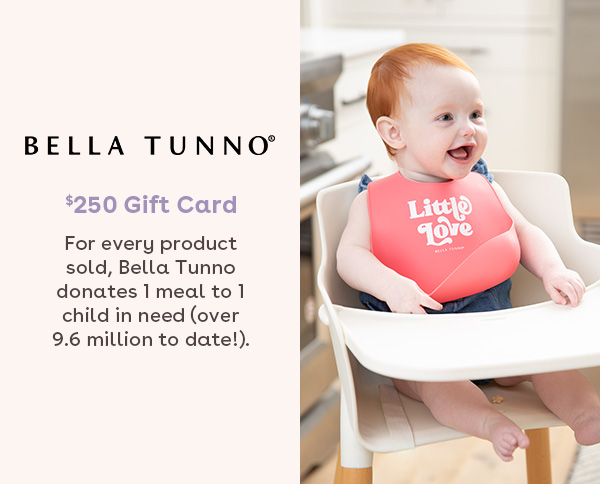 BELLA TUNNO®
$250 Gift Card
For every product
sold, Bella Tunno
donates 1 meal to 1
child in need (over
9.6 million to date!).
Little
Love
BELLA TUNNO